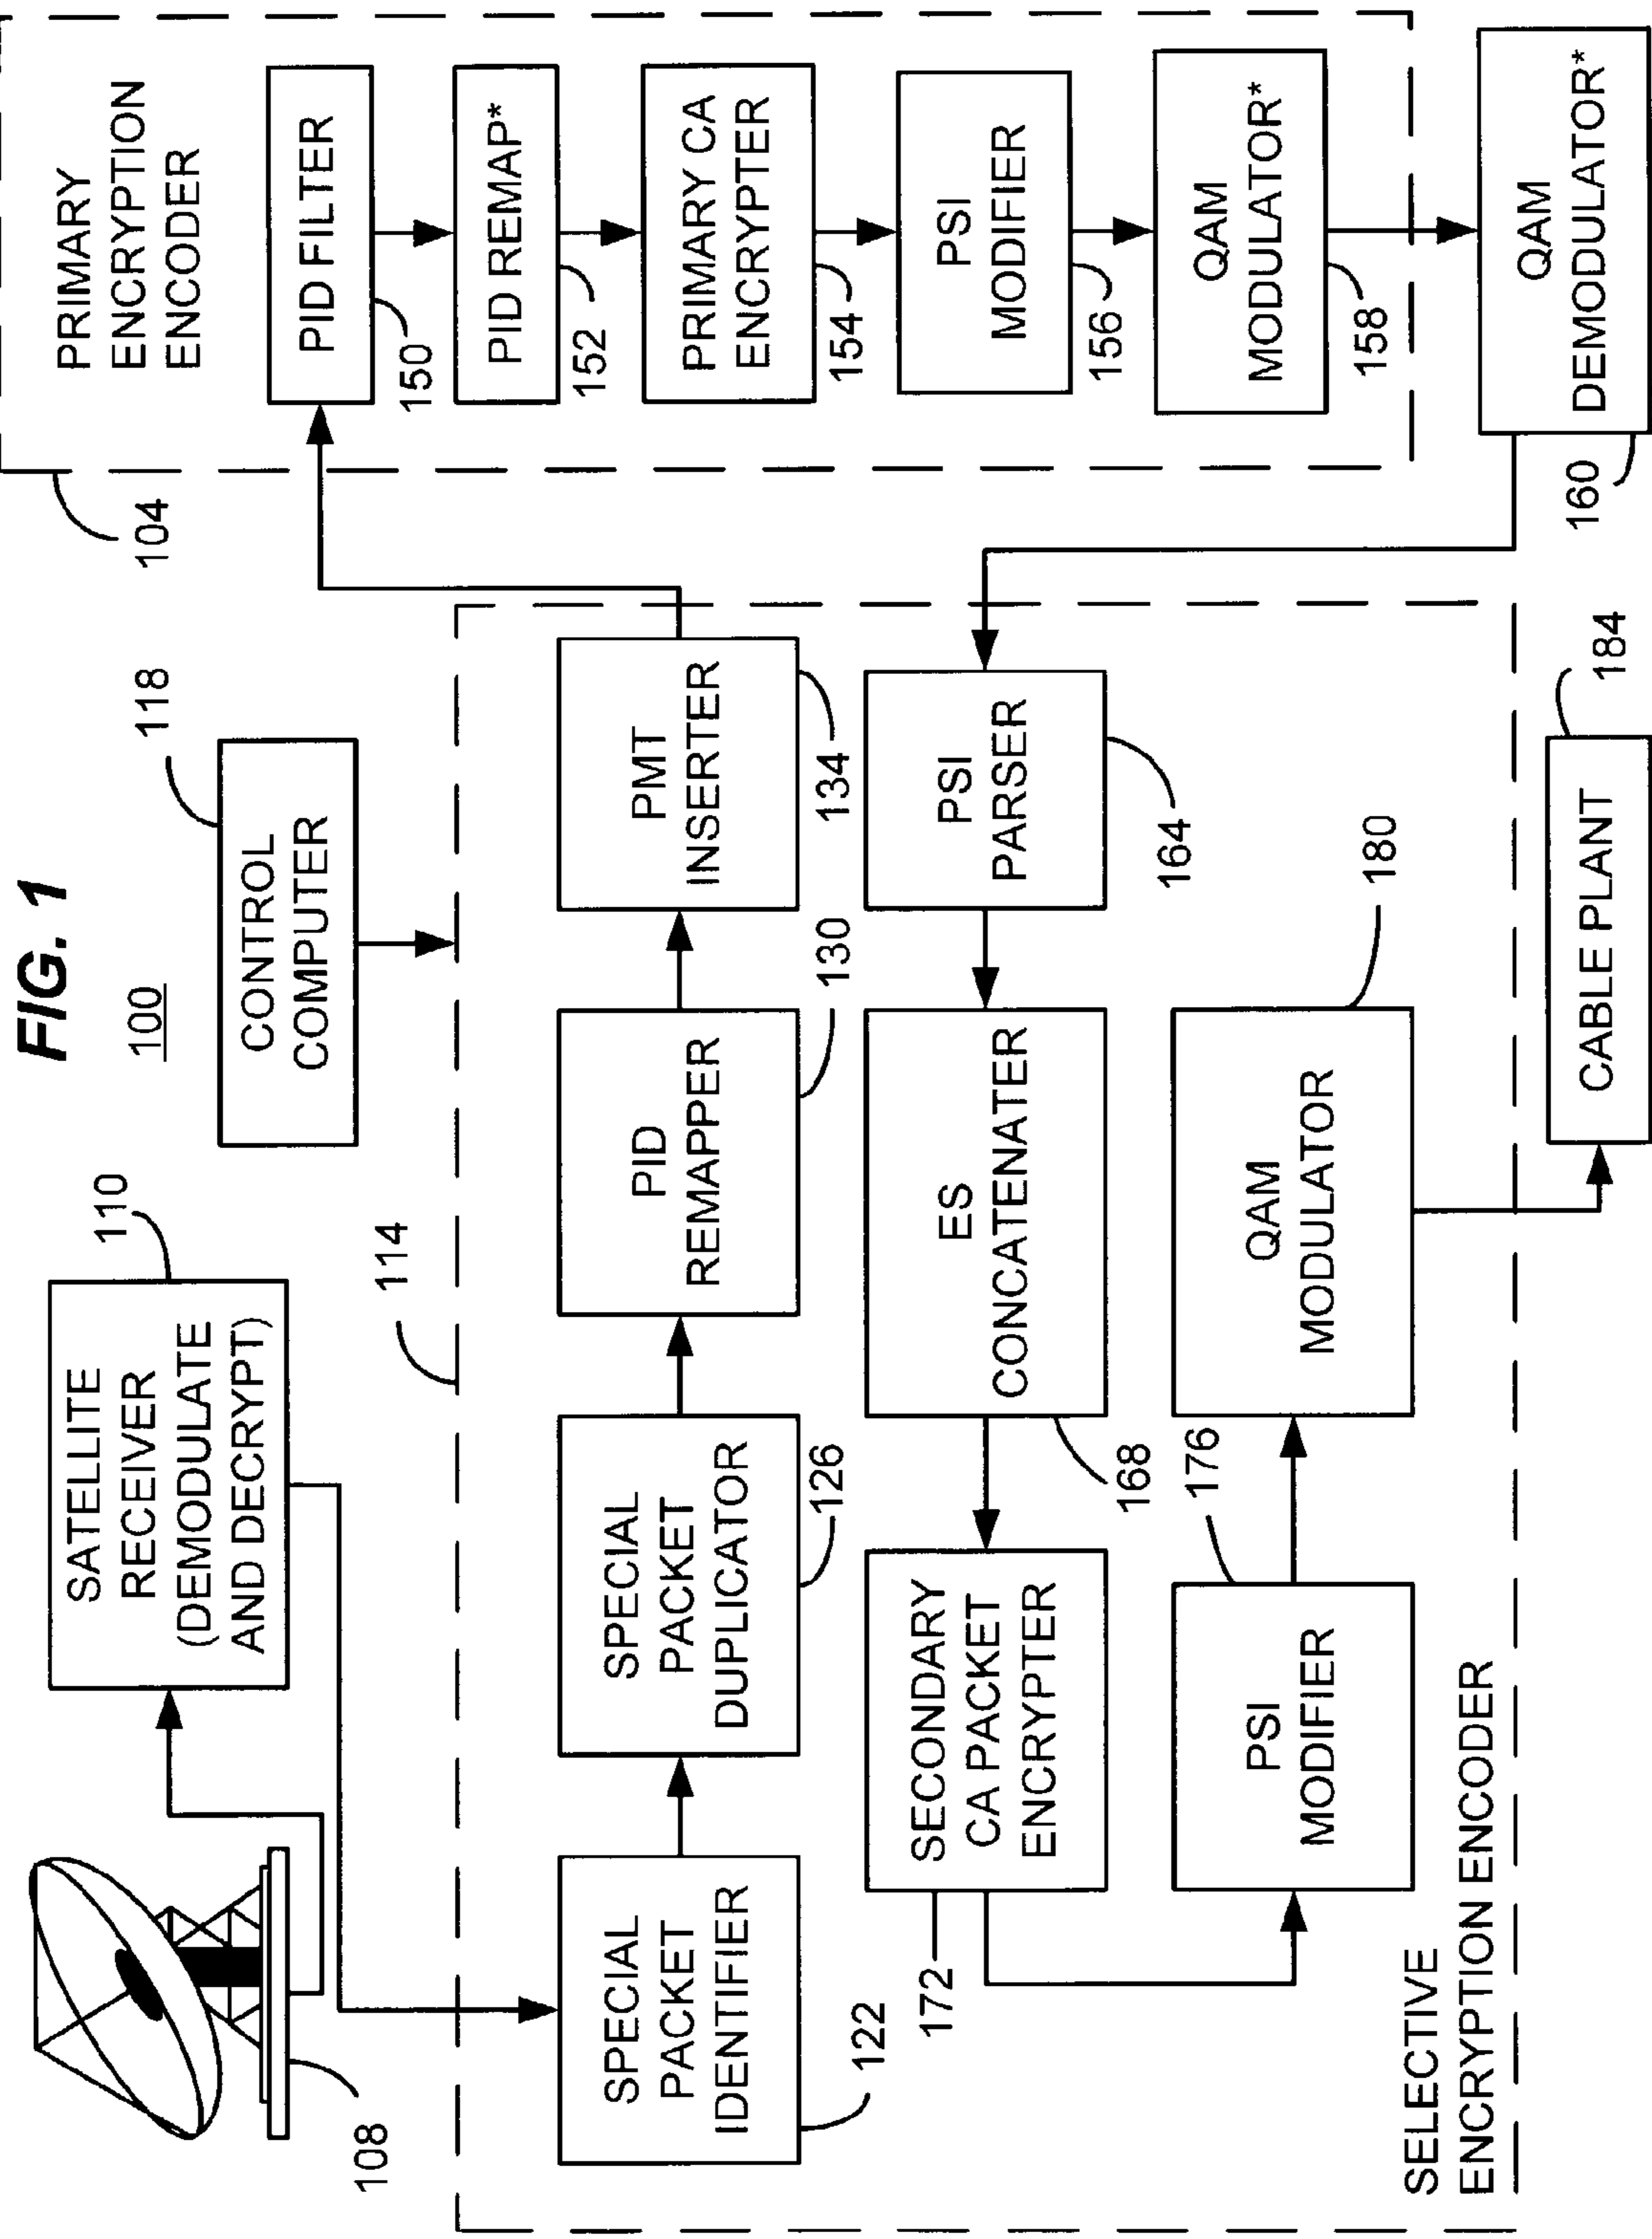 FIG. 1
100
SATELLITE
RECEIVER
(DEMODULATE
AND DECRYPT)
110
108
CONTROL
COMPUTER
118
104
PRIMARY
ENCRYPTION
ENCODER
PID FILTER
150
PID REMAP*
152
PRIMARY CA
ENCRYPTER
154
PSI
MODIFIER
156
QAM
MODULATOR*
158
QAM
DEMODULATOR*
160
114
SPECIAL
PACKET
IDENTIFIER
122
SPECIAL
PACKET
DUPLICATOR
126
PID
REMAPPER
130
PMT
INSERTER
134
SECONDARY
CA PACKET
ENCRYPTER
172
ES
CONCATENATER
168
PSI
PARSER
164
PSI
MODIFIER
176
QAM
MODULATOR
180
SELECTIVE
ENCRYPTION ENCODER
CABLE PLANT
184